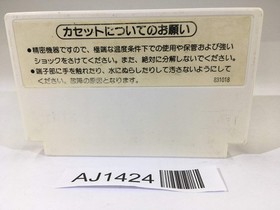 カセットについてのお願い
●精密機器ですので、極端な温度条件下での使用や保管および強い
ショックをさけてください。また、絶対に分解しないでください。
●端子部に手を触れたり、水にぬらしたりして汚さないようにして
ください。故障の原因となります。
AJ1424